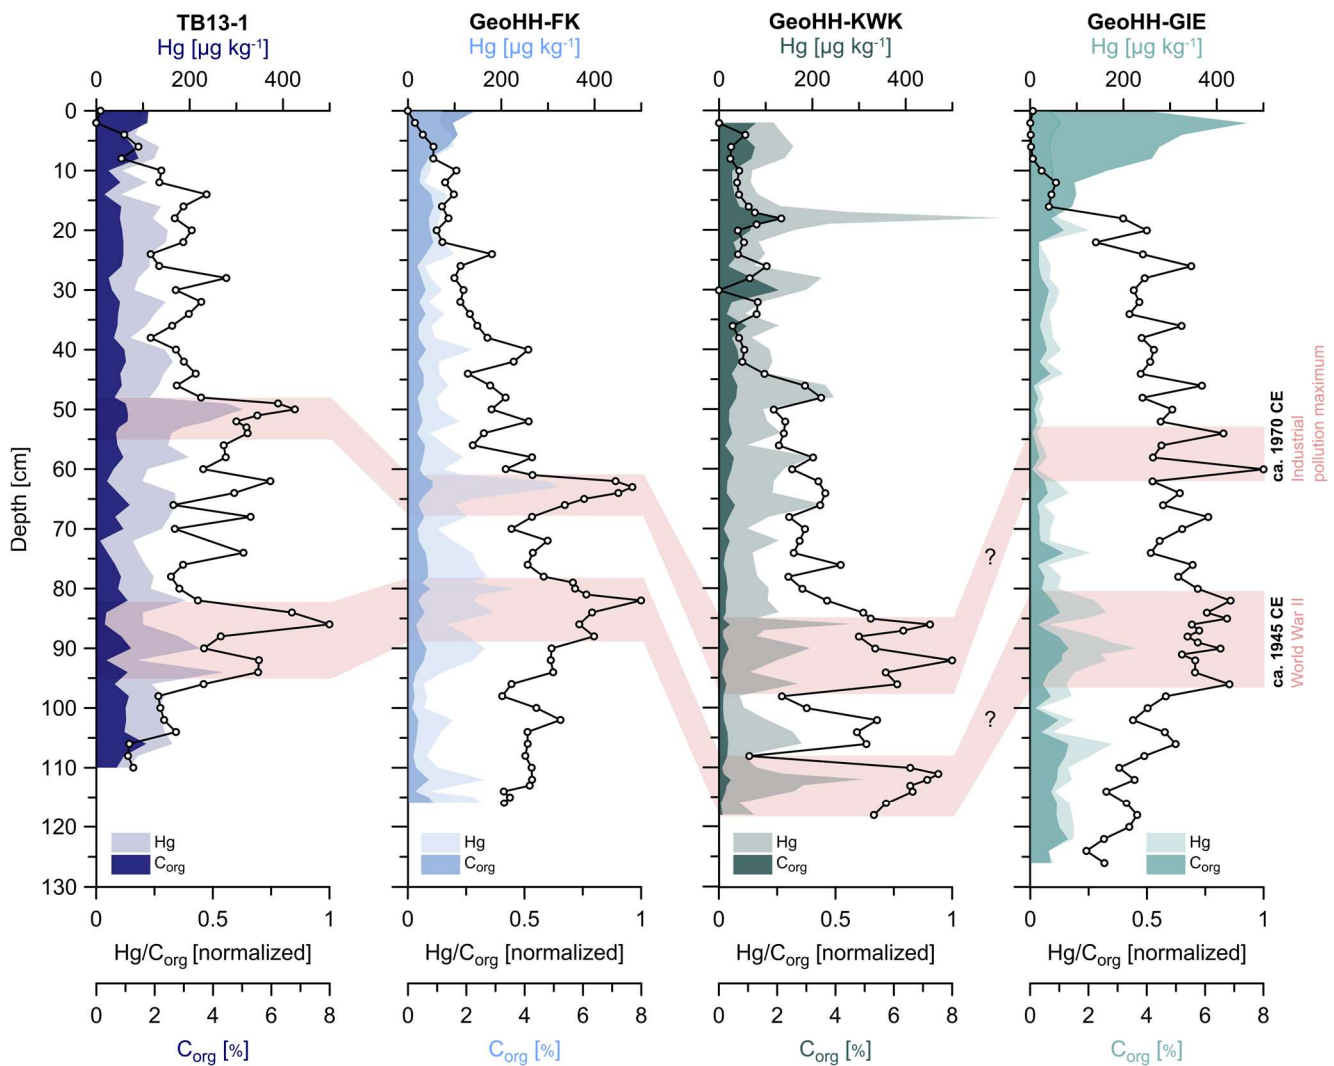 TB13-1 GeoHH-FK GeoHH-KWK GeoHH-GIE
Hg [µg kg⁻¹] Hg [µg kg⁻¹] Hg [µg kg⁻¹] Hg [µg kg⁻¹]
0 200 400 0 200 400 0 200 400 0 200 400
0
10
20
30
40
50
60
70
80
90
100
110
120
130
Depth [cm]
?
?
ca. 1970 CE
Industrial
pollution maximum
ca. 1945 CE
World War II
Hg Hg Hg Hg
Corg Corg Corg Corg
0 0.5 1 0 0.5 1 0 0.5 1 0 0.5 1
Hg/Corg [normalized] Hg/Corg [normalized] Hg/Corg [normalized] Hg/Corg [normalized]
0 2 4 6 8 0 2 4 6 8 0 2 4 6 8 0 2 4 6 8
Corg [%] Corg [%] Corg [%] Corg [%]